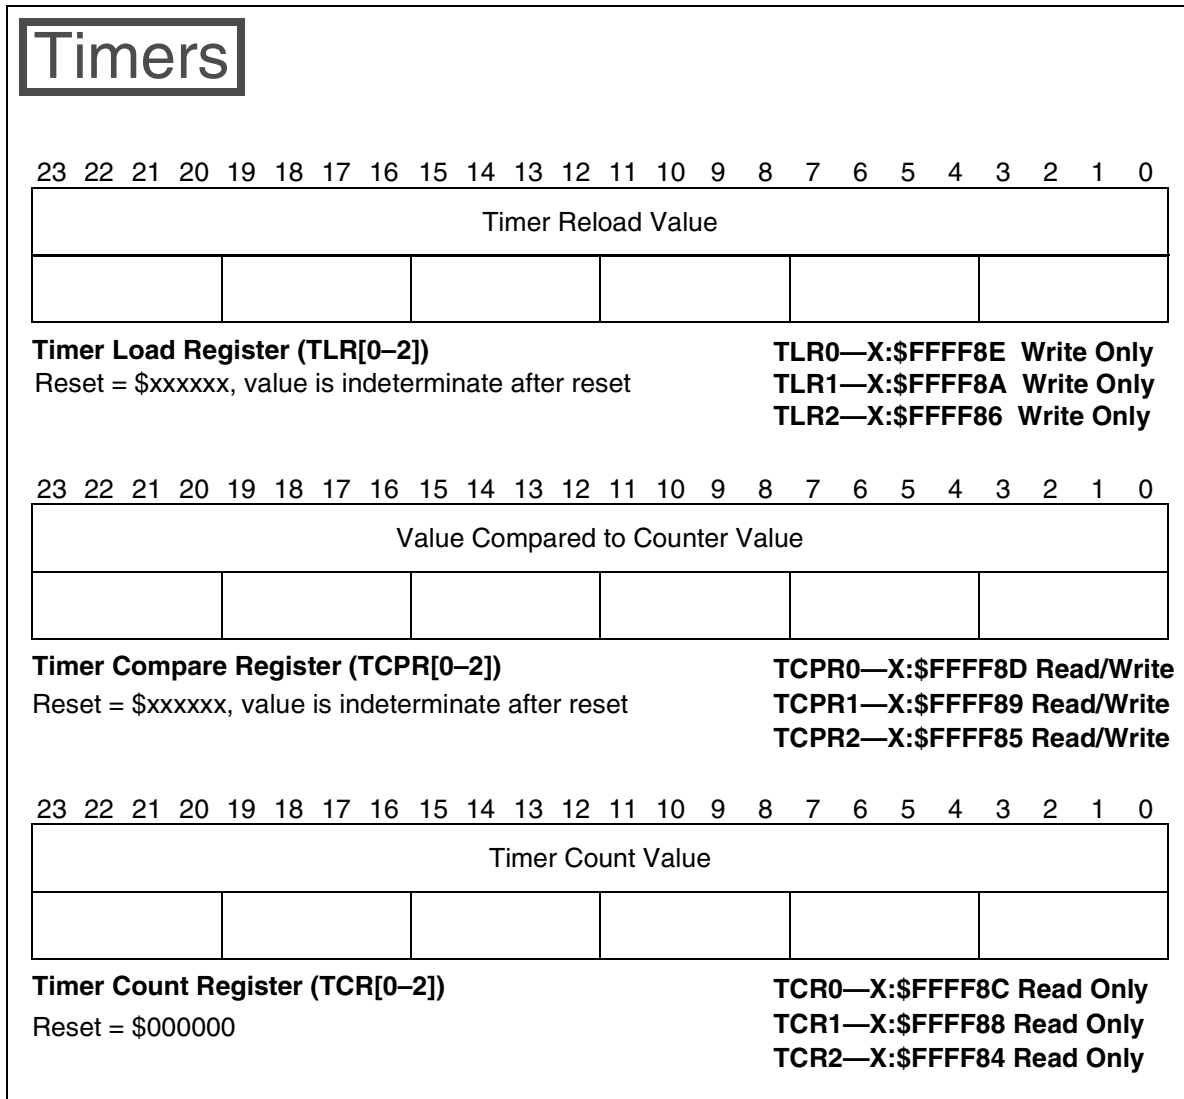 Timers
23 22 21 20 19 18 17 16 15 14 13 12 11 10 9 8 7 6 5 4 3 2 1 0
Timer Reload Value
Timer Load Register (TLR[0–2])
Reset = $xxxxxx, value is indeterminate after reset
TLR0—X:$FFFF8E Write Only
TLR1—X:$FFFF8A Write Only
TLR2—X:$FFFF86 Write Only
23 22 21 20 19 18 17 16 15 14 13 12 11 10 9 8 7 6 5 4 3 2 1 0
Value Compared to Counter Value
Timer Compare Register (TCPR[0–2])
Reset = $xxxxxx, value is indeterminate after reset
TCPR0—X:$FFFF8D Read/Write
TCPR1—X:$FFFF89 Read/Write
TCPR2—X:$FFFF85 Read/Write
23 22 21 20 19 18 17 16 15 14 13 12 11 10 9 8 7 6 5 4 3 2 1 0
Timer Count Value
Timer Count Register (TCR[0–2])
Reset = $000000
TCR0—X:$FFFF8C Read Only
TCR1—X:$FFFF88 Read Only
TCR2—X:$FFFF84 Read Only